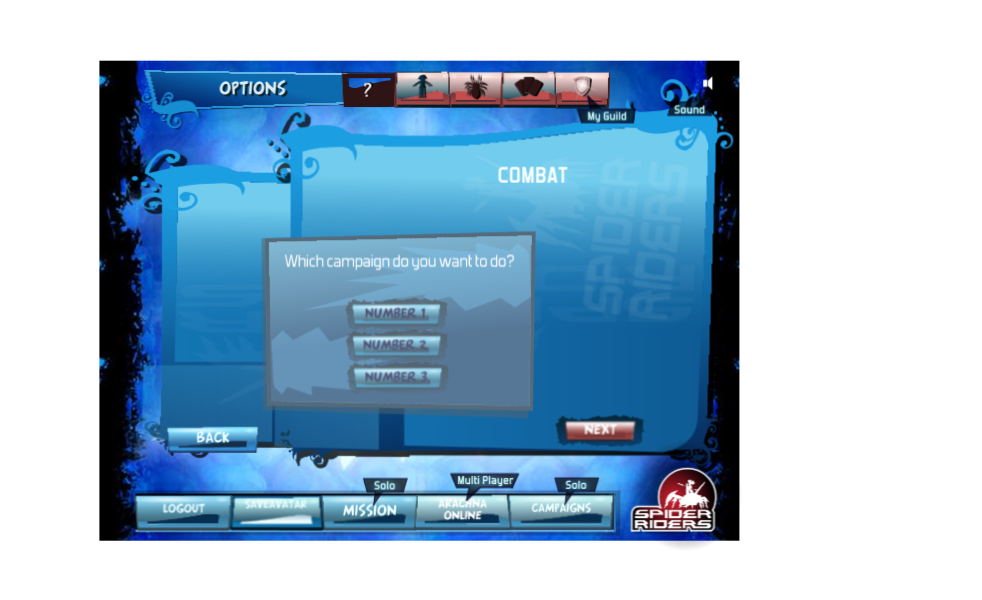 OPTIONS
?
My Guild
Sound
COMBAT
SPIDER
RIDERS
Which campaign do you want to do?
NUMBER 1.
NUMBER 2.
NUMBER 3.
BACK
NEXT
Solo
Multi Player
Solo
LOGOUT
SAVEAVATAR
MISSION
ARACHNA
ONLINE
CAMPAIGNS
SPIDER
RIDERS